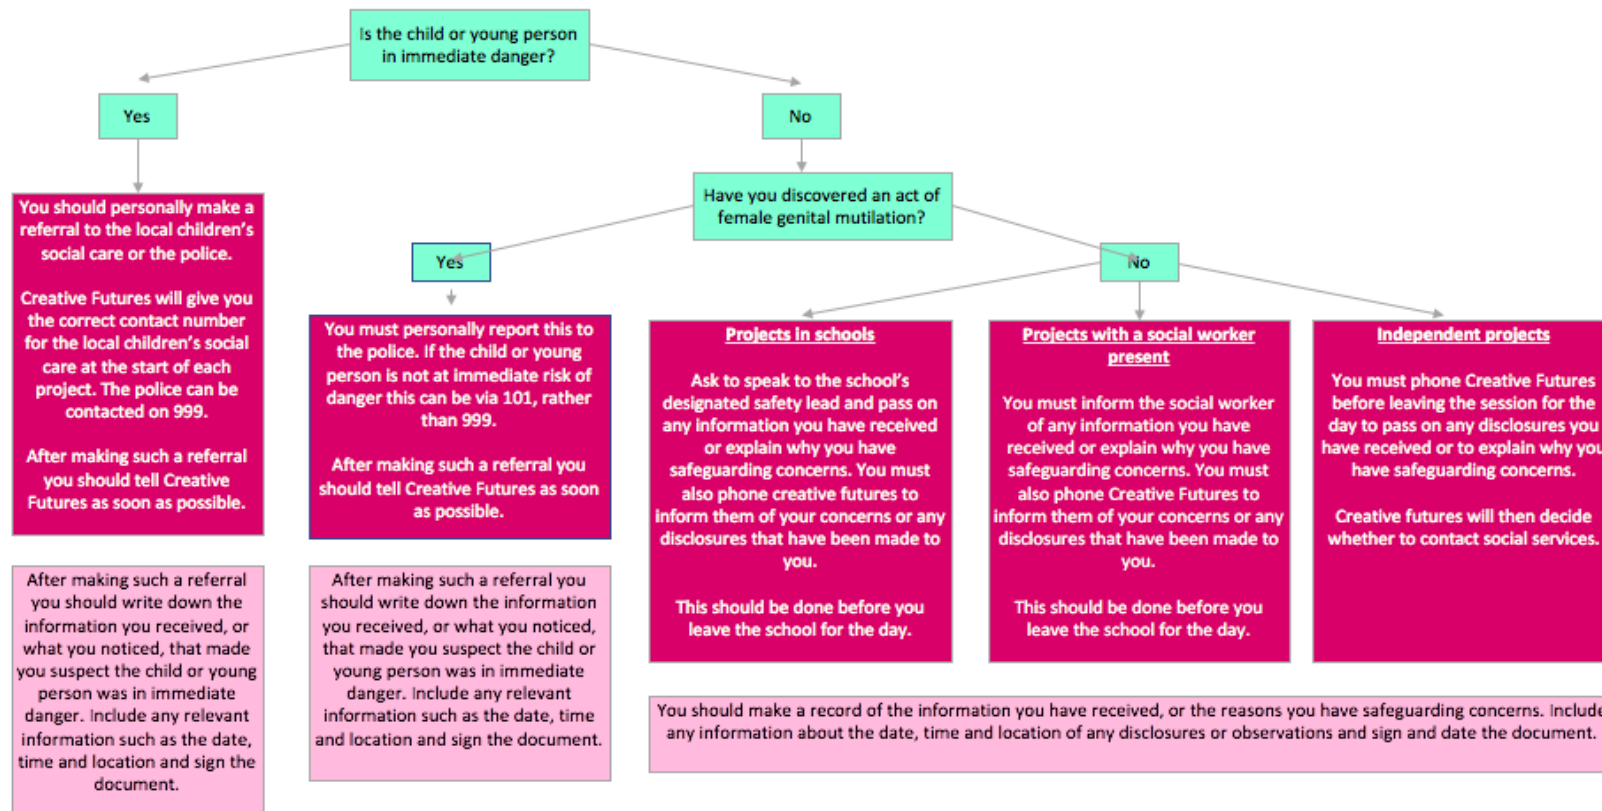 Is the child or young person
in immediate danger?
Yes
No
You should personally make a
referral to the local children's
social care or the police.
Creative Futures will give you
the correct contact number
for the local children's social
care at the start of each
project. The police can be
contacted on 999.
After making such a referral
you should tell Creative
Futures as soon as possible.
After making such a referral
you should write down the
information you received, or
what you noticed, that made
you suspect the child or young
person was in immediate
danger. Include any relevant
information such as the date,
time and location and sign the
document.
Have you discovered an act of
female genital mutilation?
Yes
No
You must personally report this to
the police. If the child or young
person is not at immediate risk of
danger this can be via 101, rather
than 999.
After making such a referral you
should tell Creative Futures as soon
as possible.
After making such a referral you
should write down the information
you received, or what you noticed,
that made you suspect the child or
young person was in immediate
danger. Include any relevant
information such as the date, time
and location and sign the document.
Projects in schools
Ask to speak to the school's
designated safety lead and pass on
any information you have received
or explain why you have
safeguarding concerns. You must
also phone creative futures to
inform them of your concerns or any
disclosures that have been made to
you.
This should be done before you
leave the school for the day.
Projects with a social worker
present
You must inform the social worker
of any information you have
received or explain why you have
safeguarding concerns. You must
also phone Creative Futures to
inform them of your concerns or any
disclosures that have been made to
you.
This should be done before you
leave the school for the day.
Independent projects
You must phone Creative Futures
before leaving the session for the
day to pass on any disclosures you
have received or to explain why you
have safeguarding concerns.
Creative futures will then decide
whether to contact social services.
You should make a record of the information you have received, or the reasons you have safeguarding concerns. Include
any information about the date, time and location of any disclosures or observations and sign and date the document.